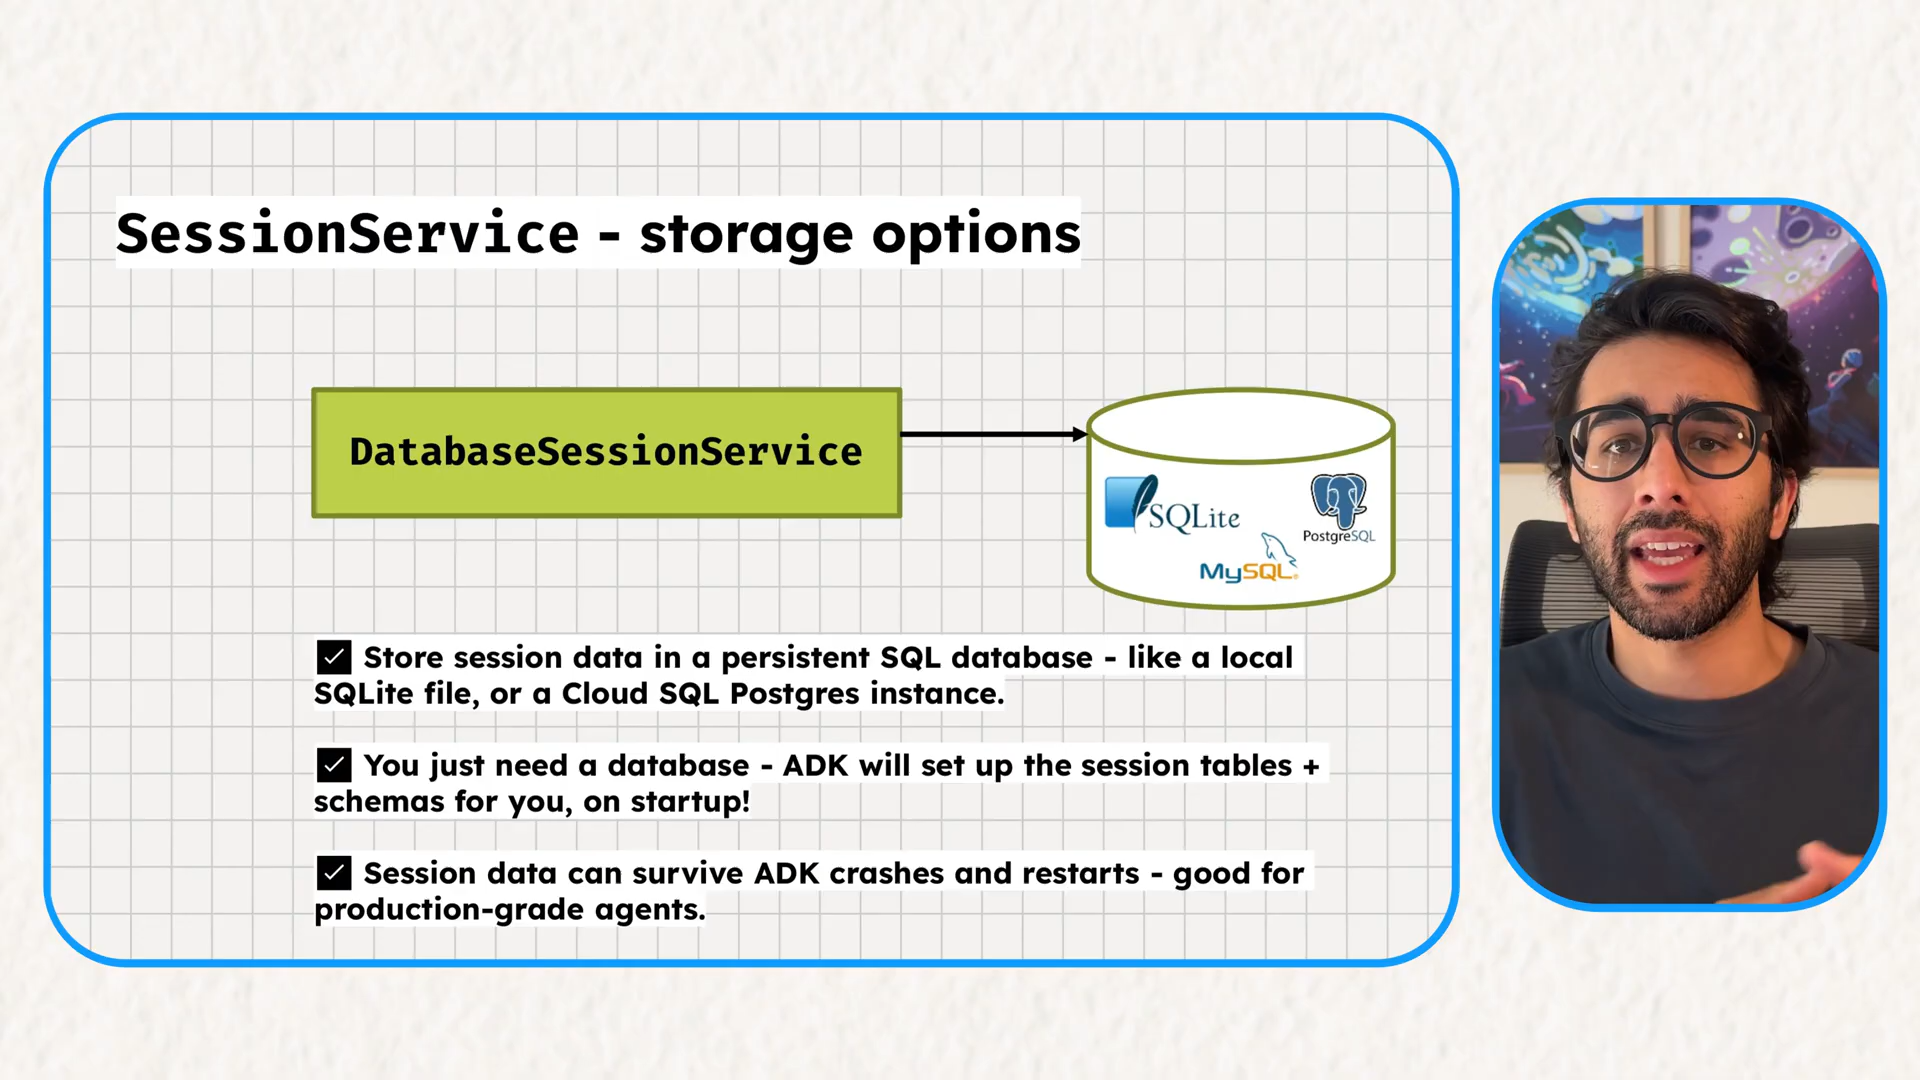 SessionService - storage options
DatabaseSessionService
SQLite
PostgreSQL
MySQL
Store session data in a persistent SQL database - like a local
SQLite file, or a Cloud SQL Postgres instance.
You just need a database - ADK will set up the session tables +
schemas for you, on startup!
Session data can survive ADK crashes and restarts - good for
production-grade agents.